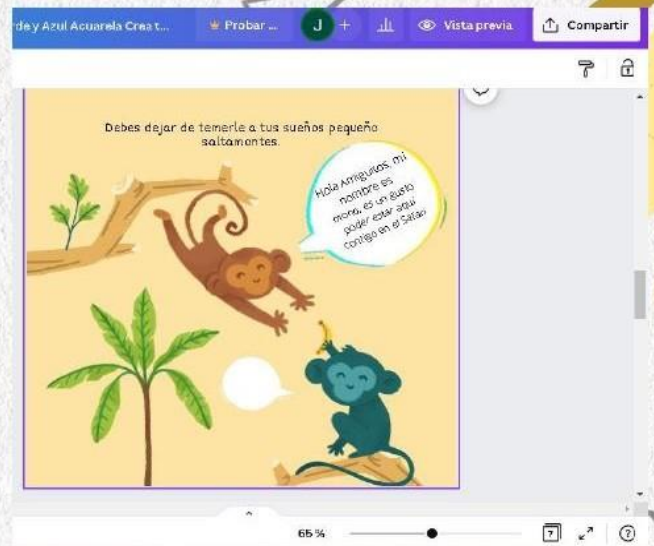 rde y Azul Acuarela Crea t...
Probar ...
J
+
Vista previa
Compartir
Debes dejar de temerle a tus sueños pequeño
saltamontes.
Hola Amiguitos, mi
nombre es
mono, es un gusto
poder estar aquí
contigo en el Safari
65 %
7
?